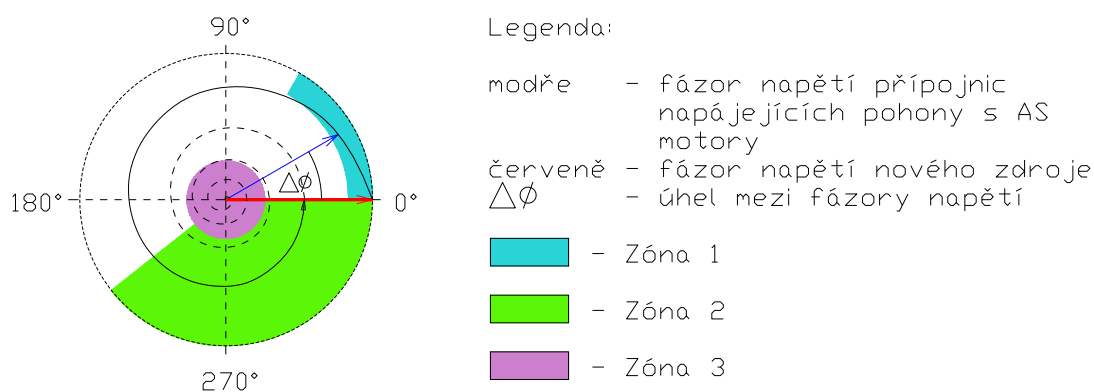 90°
180°
0°
270°
△ϕ
Legenda:
modře - fázor napětí přípojnic
napájejících pohony s AS
motory
červeně - fázor napětí nového zdroje
△ϕ - úhel mezi fázory napětí
- Zóna 1
- Zóna 2
- Zóna 3